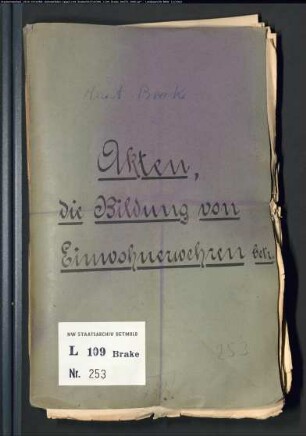 Amt Brake
Akten,
die Bildung von
Einwohnerwehren betr.
NW STAATSARCHIV DETMOLD
L 109 Brake
Nr. 253
253